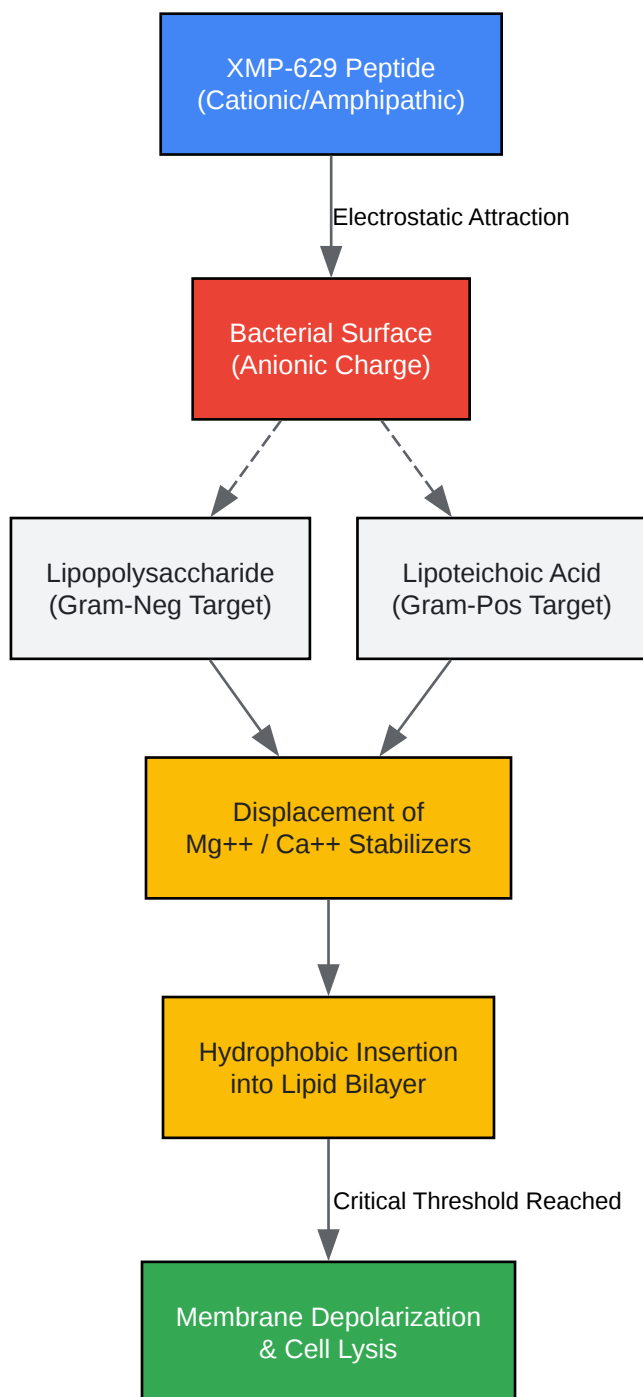 XMP-629 Peptide
(Cationic/Amphipathic)
Electrostatic Attraction
Bacterial Surface
(Anionic Charge)
Lipopolysaccharide
(Gram-Neg Target)
Lipoteichoic Acid
(Gram-Pos Target)
Displacement of
Mg++ / Ca++ Stabilizers
Hydrophobic Insertion
into Lipid Bilayer
Critical Threshold Reached
Membrane Depolarization
& Cell Lysis